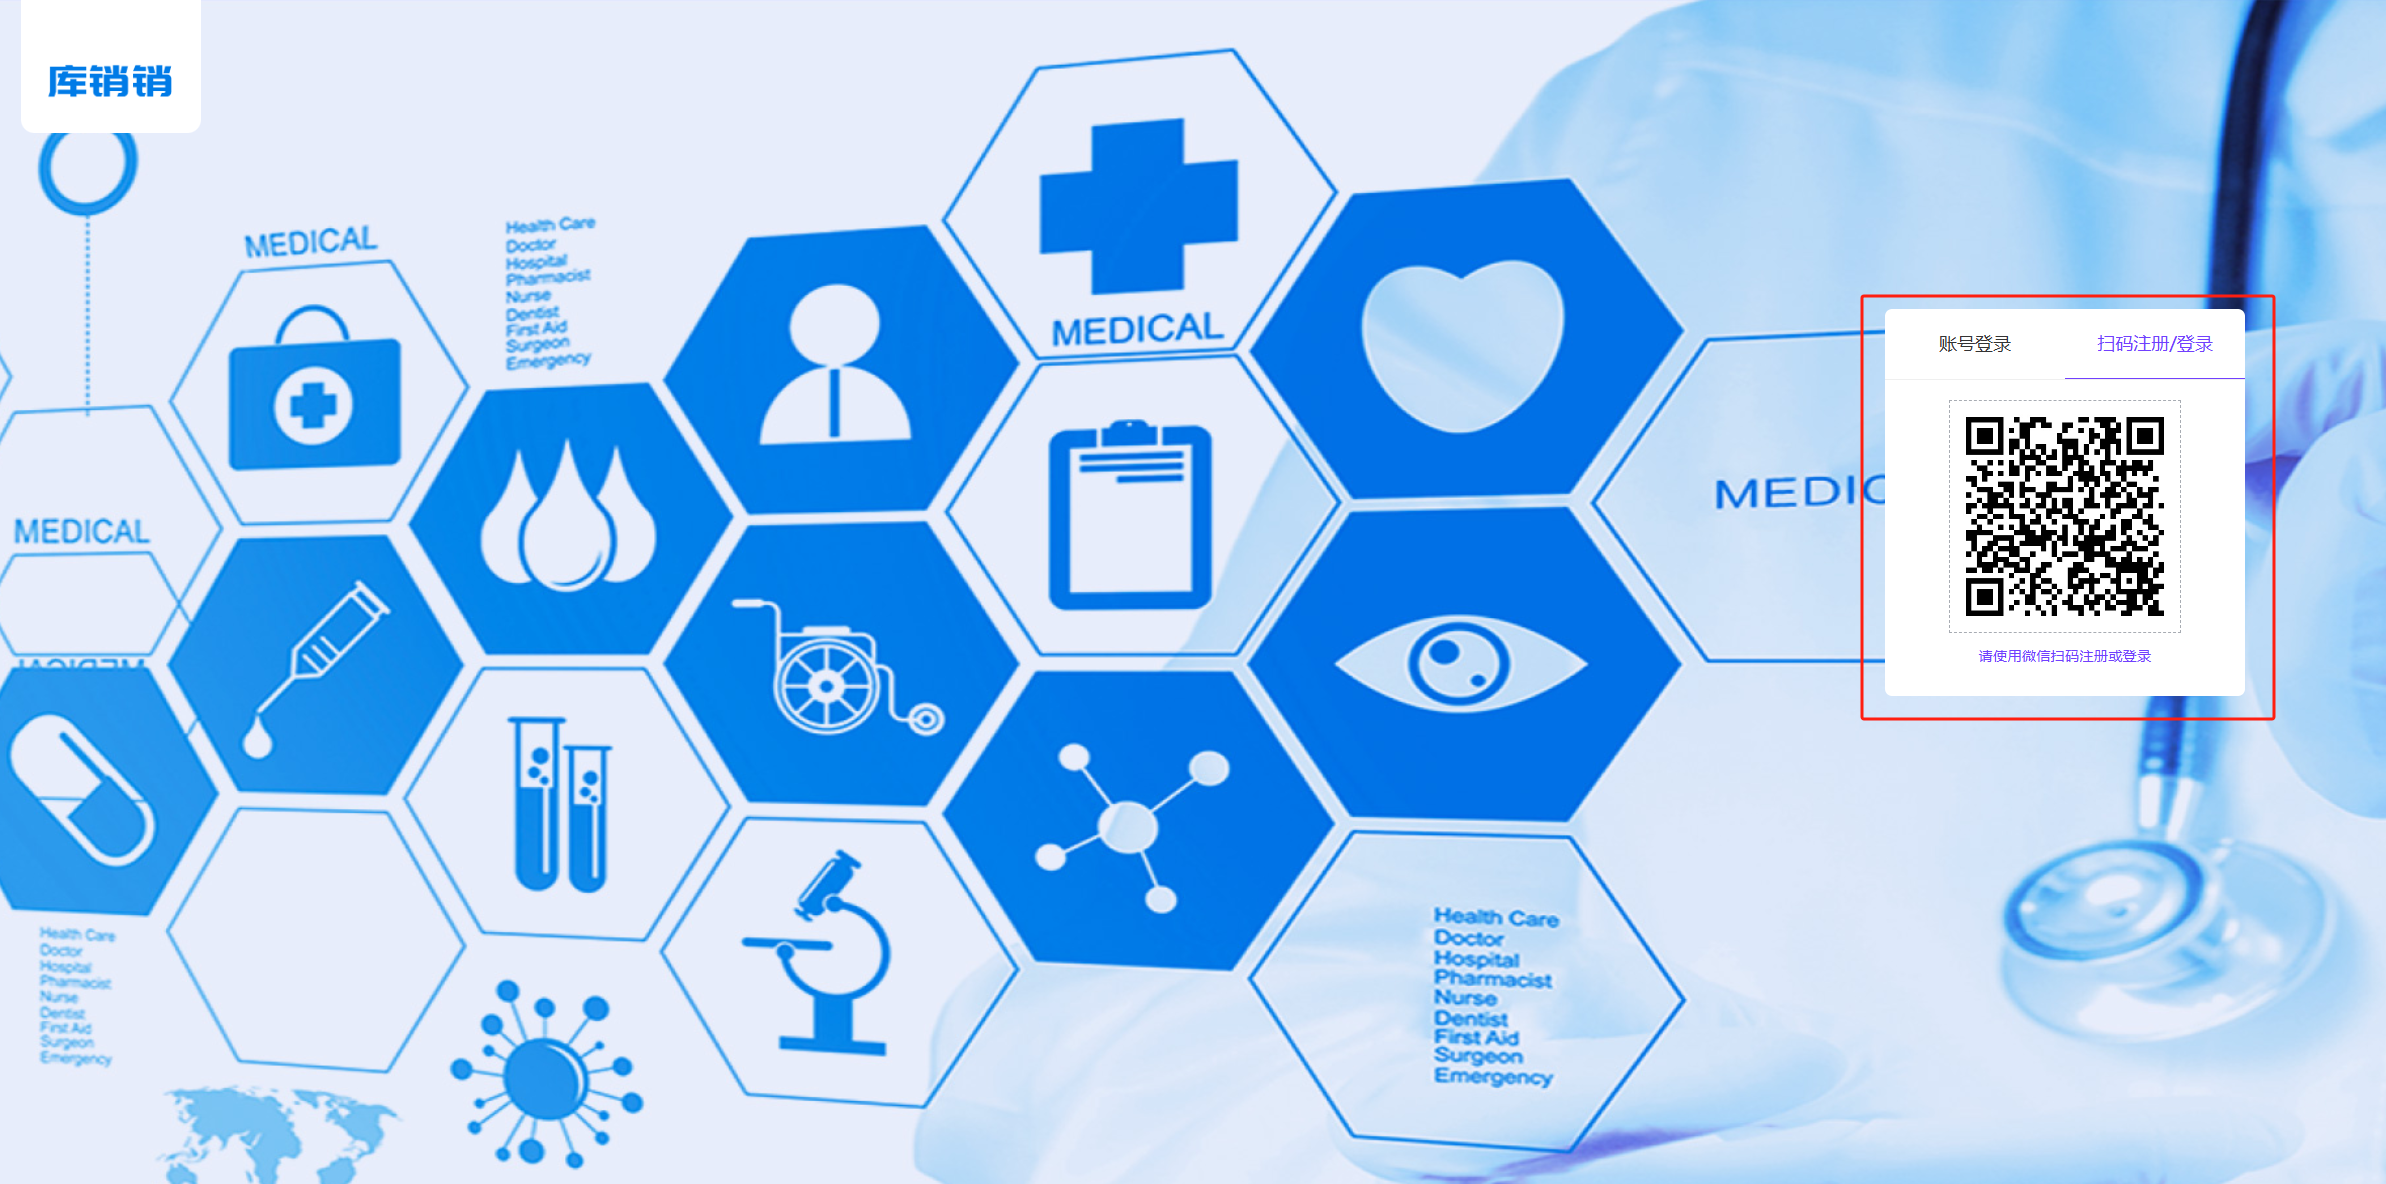 库销销
MEDICAL
Health Care
Doctor
Hospital
Pharmacist
Nurse
Dentist
First Aid
Surgeon
Emergency
MEDICAL
账号登录
扫码注册/登录
MEDIC
MEDICAL
MEDICAL
请使用微信扫码注册或登录
Health Care
Doctor
Hospital
Pharmacist
Nurse
Dentist
First Aid
Surgeon
Emergency
Health Care
Doctor
Hospital
Pharmacist
Nurse
Dentist
First Aid
Surgeon
Emergency